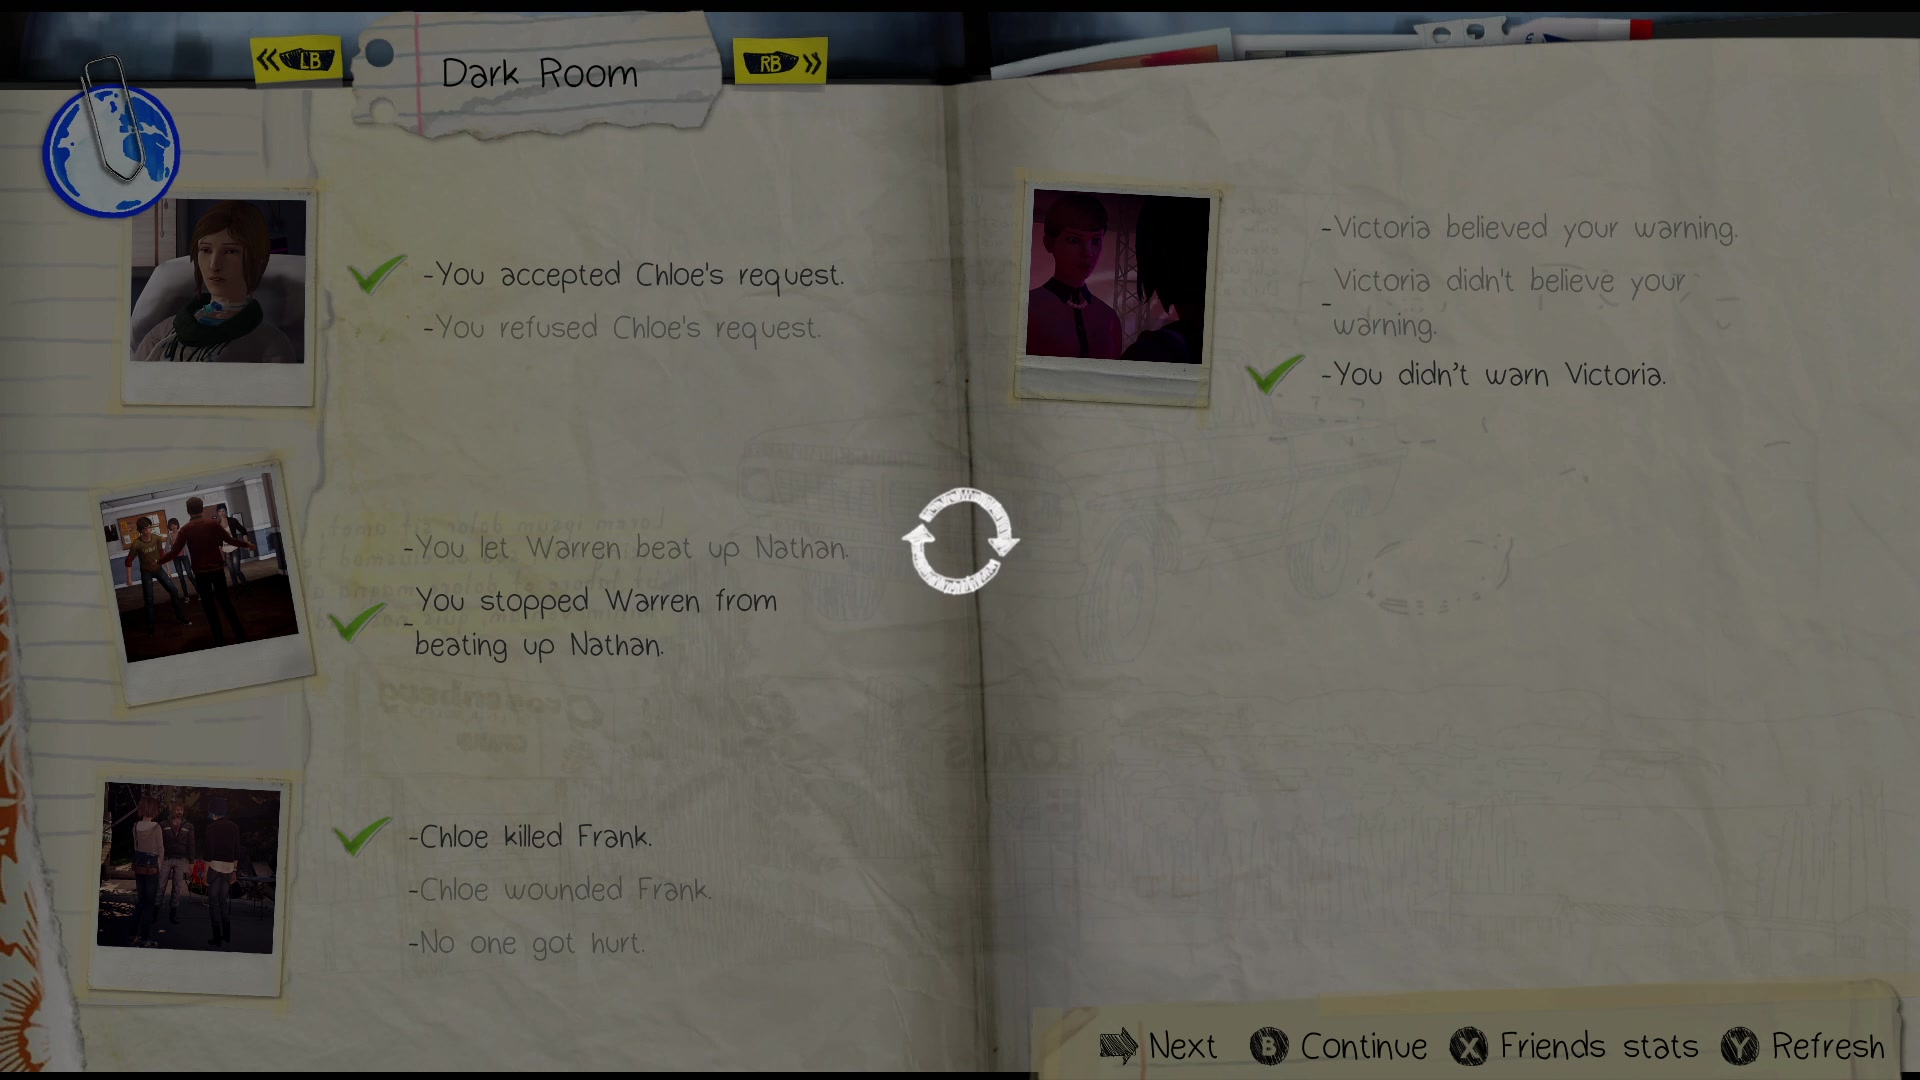 LB
Dark Room
RB
-You accepted Chloe's request.
-You refused Chloe's request.
-You let Warren beat up Nathan.
-You stopped Warren from
beating up Nathan.
-Chloe killed Frank.
-Chloe wounded Frank.
-No one got hurt.
-Victoria believed your warning.
-Victoria didn't believe your
warning.
-You didn't warn Victoria.
Next B Continue X Friends stats Y Refresh